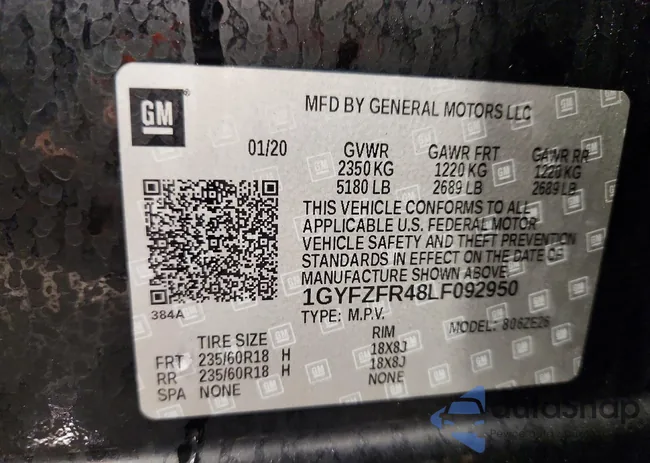 GM
MFD BY GENERAL MOTORS LLC
01/20 GVWR GAWR FRT GAWR RR
2350 KG 1220 KG 1220 KG
5180 LB 2689 LB 2689 LB
THIS VEHICLE CONFORMS TO ALL
APPLICABLE U.S. FEDERAL MOTOR
VEHICLE SAFETY AND THEFT PREVENTION
STANDARDS IN EFFECT ON THE DATE OF
MANUFACTURE SHOWN ABOVE.
1GYFZFR48LF092950
384A
TYPE: M.P.V. MODEL: 806ZE26
TIRE SIZE RIM
FRT 235/60R18 H 18X8J
RR 235/60R18 H 18X8J
SPA NONE NONE